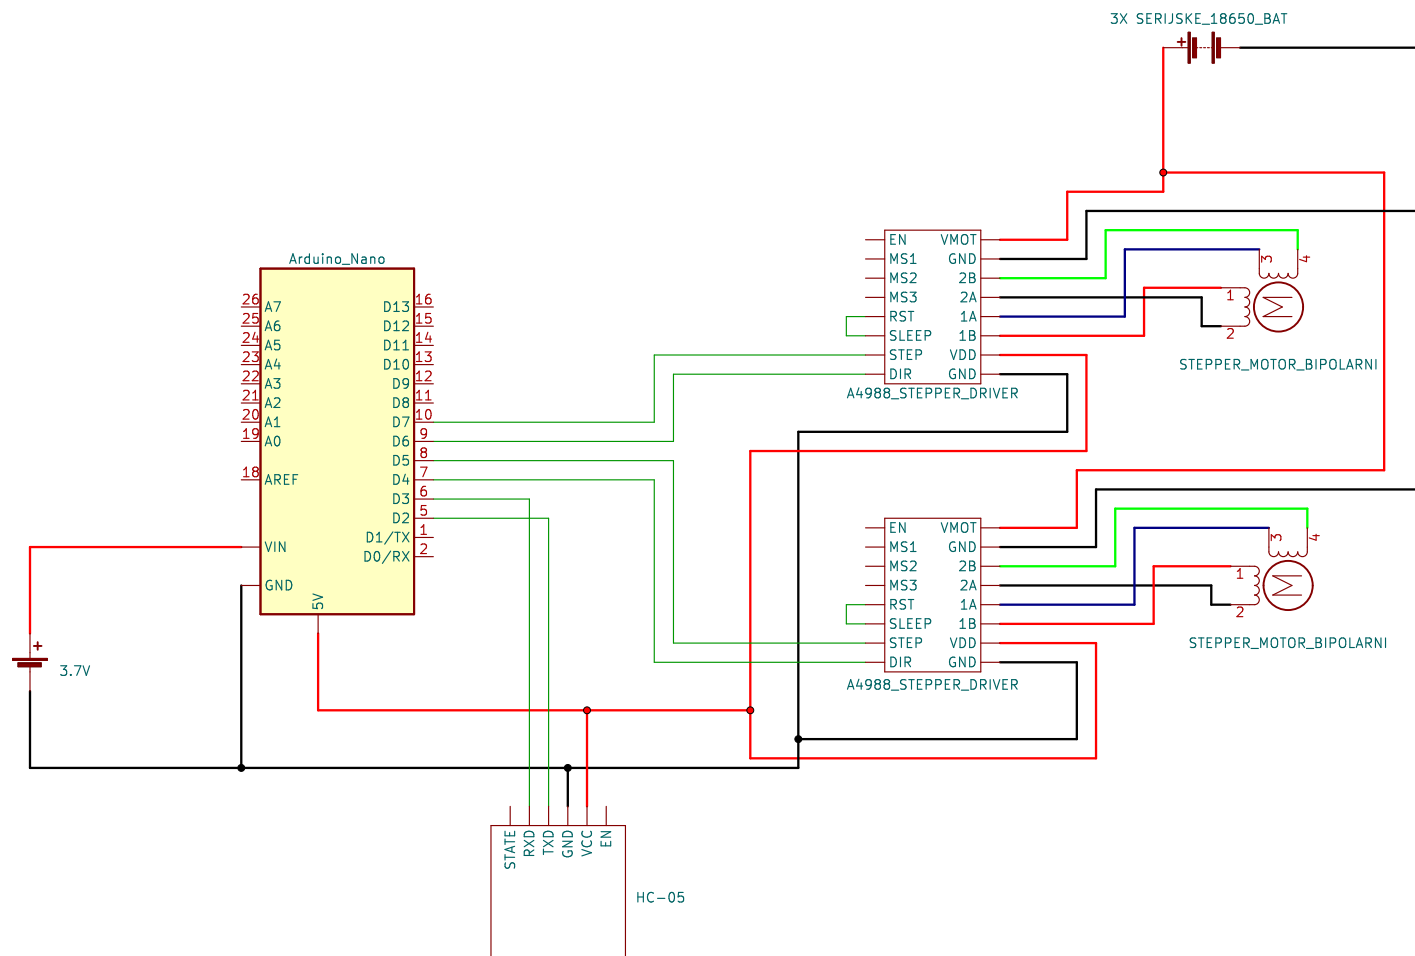 3X SERIJSKE_18650_BAT
+
Arduino_Nano
26 A7 D13 16
25 A6 D12 15
24 A5 D11 14
23 A4 D10 13
22 A3 D9 12
21 A2 D8 11
20 A1 D7 10
19 A0 D6 9
D5 8
18 AREF D4 7
D3 6
D2 5
D1/TX 1
VIN
D0/RX 2
GND
5V
+
3.7V
EN VMOT
MS1 GND
MS2 2B
MS3 2A
RST 1A
SLEEP 1B
STEP VDD
DIR GND
A4988_STEPPER_DRIVER
3 4
1
M
2
STEPPER_MOTOR_BIPOLARNI
EN VMOT
MS1 GND
MS2 2B
MS3 2A
RST 1A
SLEEP 1B
STEP VDD
DIR GND
A4988_STEPPER_DRIVER
3 4
1
M
2
STEPPER_MOTOR_BIPOLARNI
STATE
RXD
TXD
GND
VCC
EN
HC-05